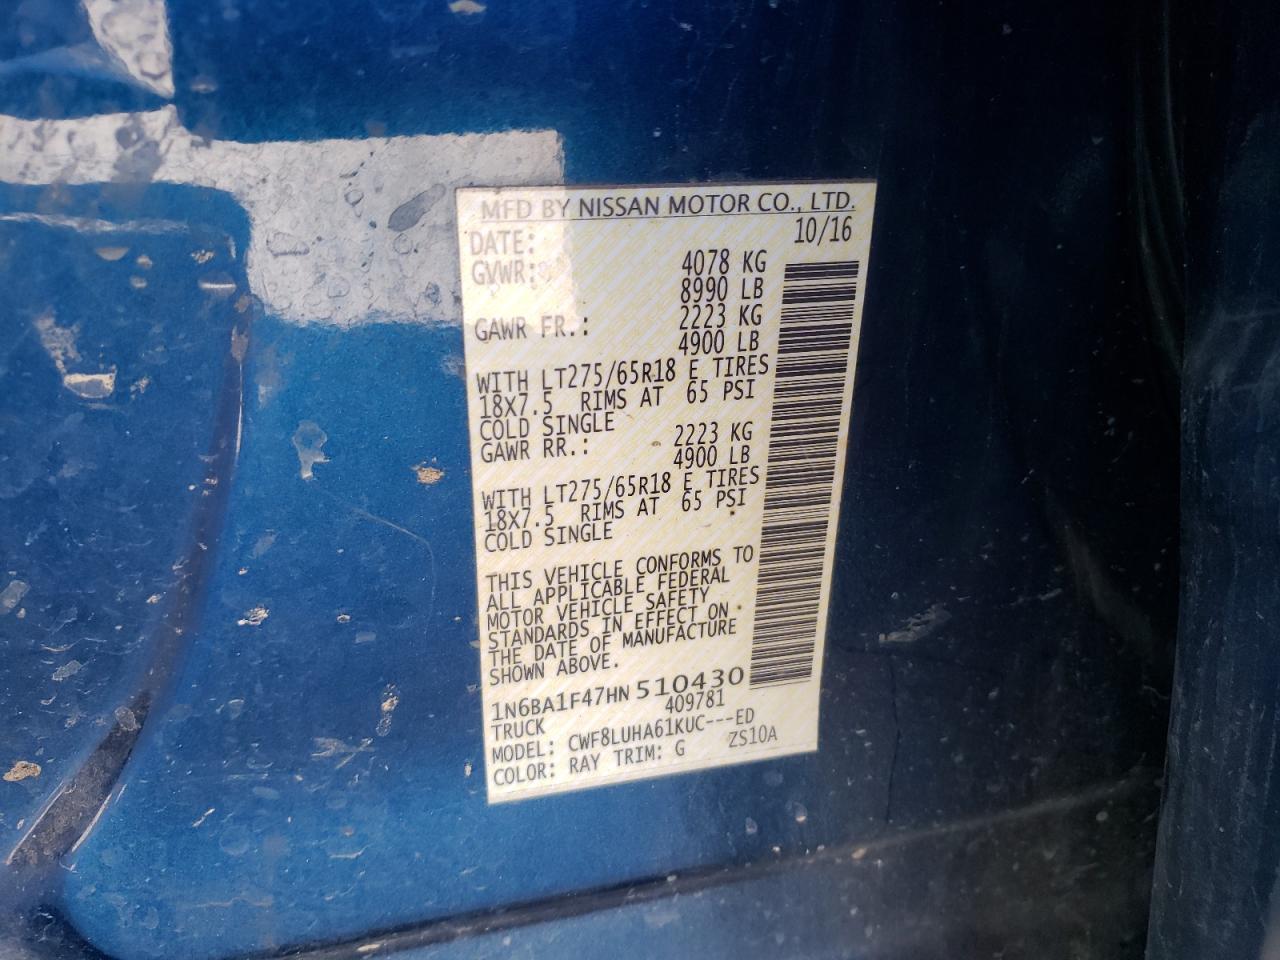 MFD BY NISSAN MOTOR CO., LTD.
DATE: 10/16
GVWR: 4078 KG
8990 LB
GAWR FR.: 2223 KG
4900 LB
WITH LT275/65R18 E TIRES
18X7.5 RIMS AT 65 PSI
COLD SINGLE
GAWR RR.: 2223 KG
4900 LB
WITH LT275/65R18 E TIRES
18X7.5 RIMS AT 65 PSI
COLD SINGLE
THIS VEHICLE CONFORMS TO
ALL APPLICABLE FEDERAL
MOTOR VEHICLE SAFETY
STANDARDS IN EFFECT ON
THE DATE OF MANUFACTURE
SHOWN ABOVE.
1N6BA1F47HN510430
TRUCK 409781
MODEL: CWF8LUHA61KUC---ED
COLOR: RAY TRIM: G ZS10A